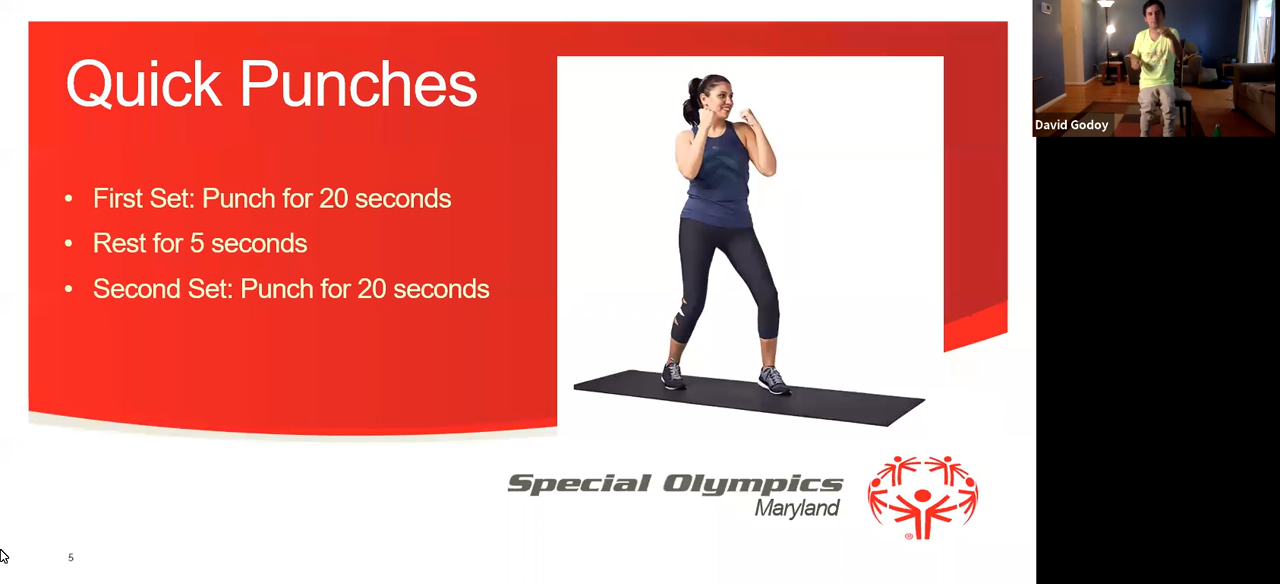 Quick Punches
• First Set: Punch for 20 seconds
• Rest for 5 seconds
• Second Set: Punch for 20 seconds
Special Olympics
Maryland
®
5
David Godoy